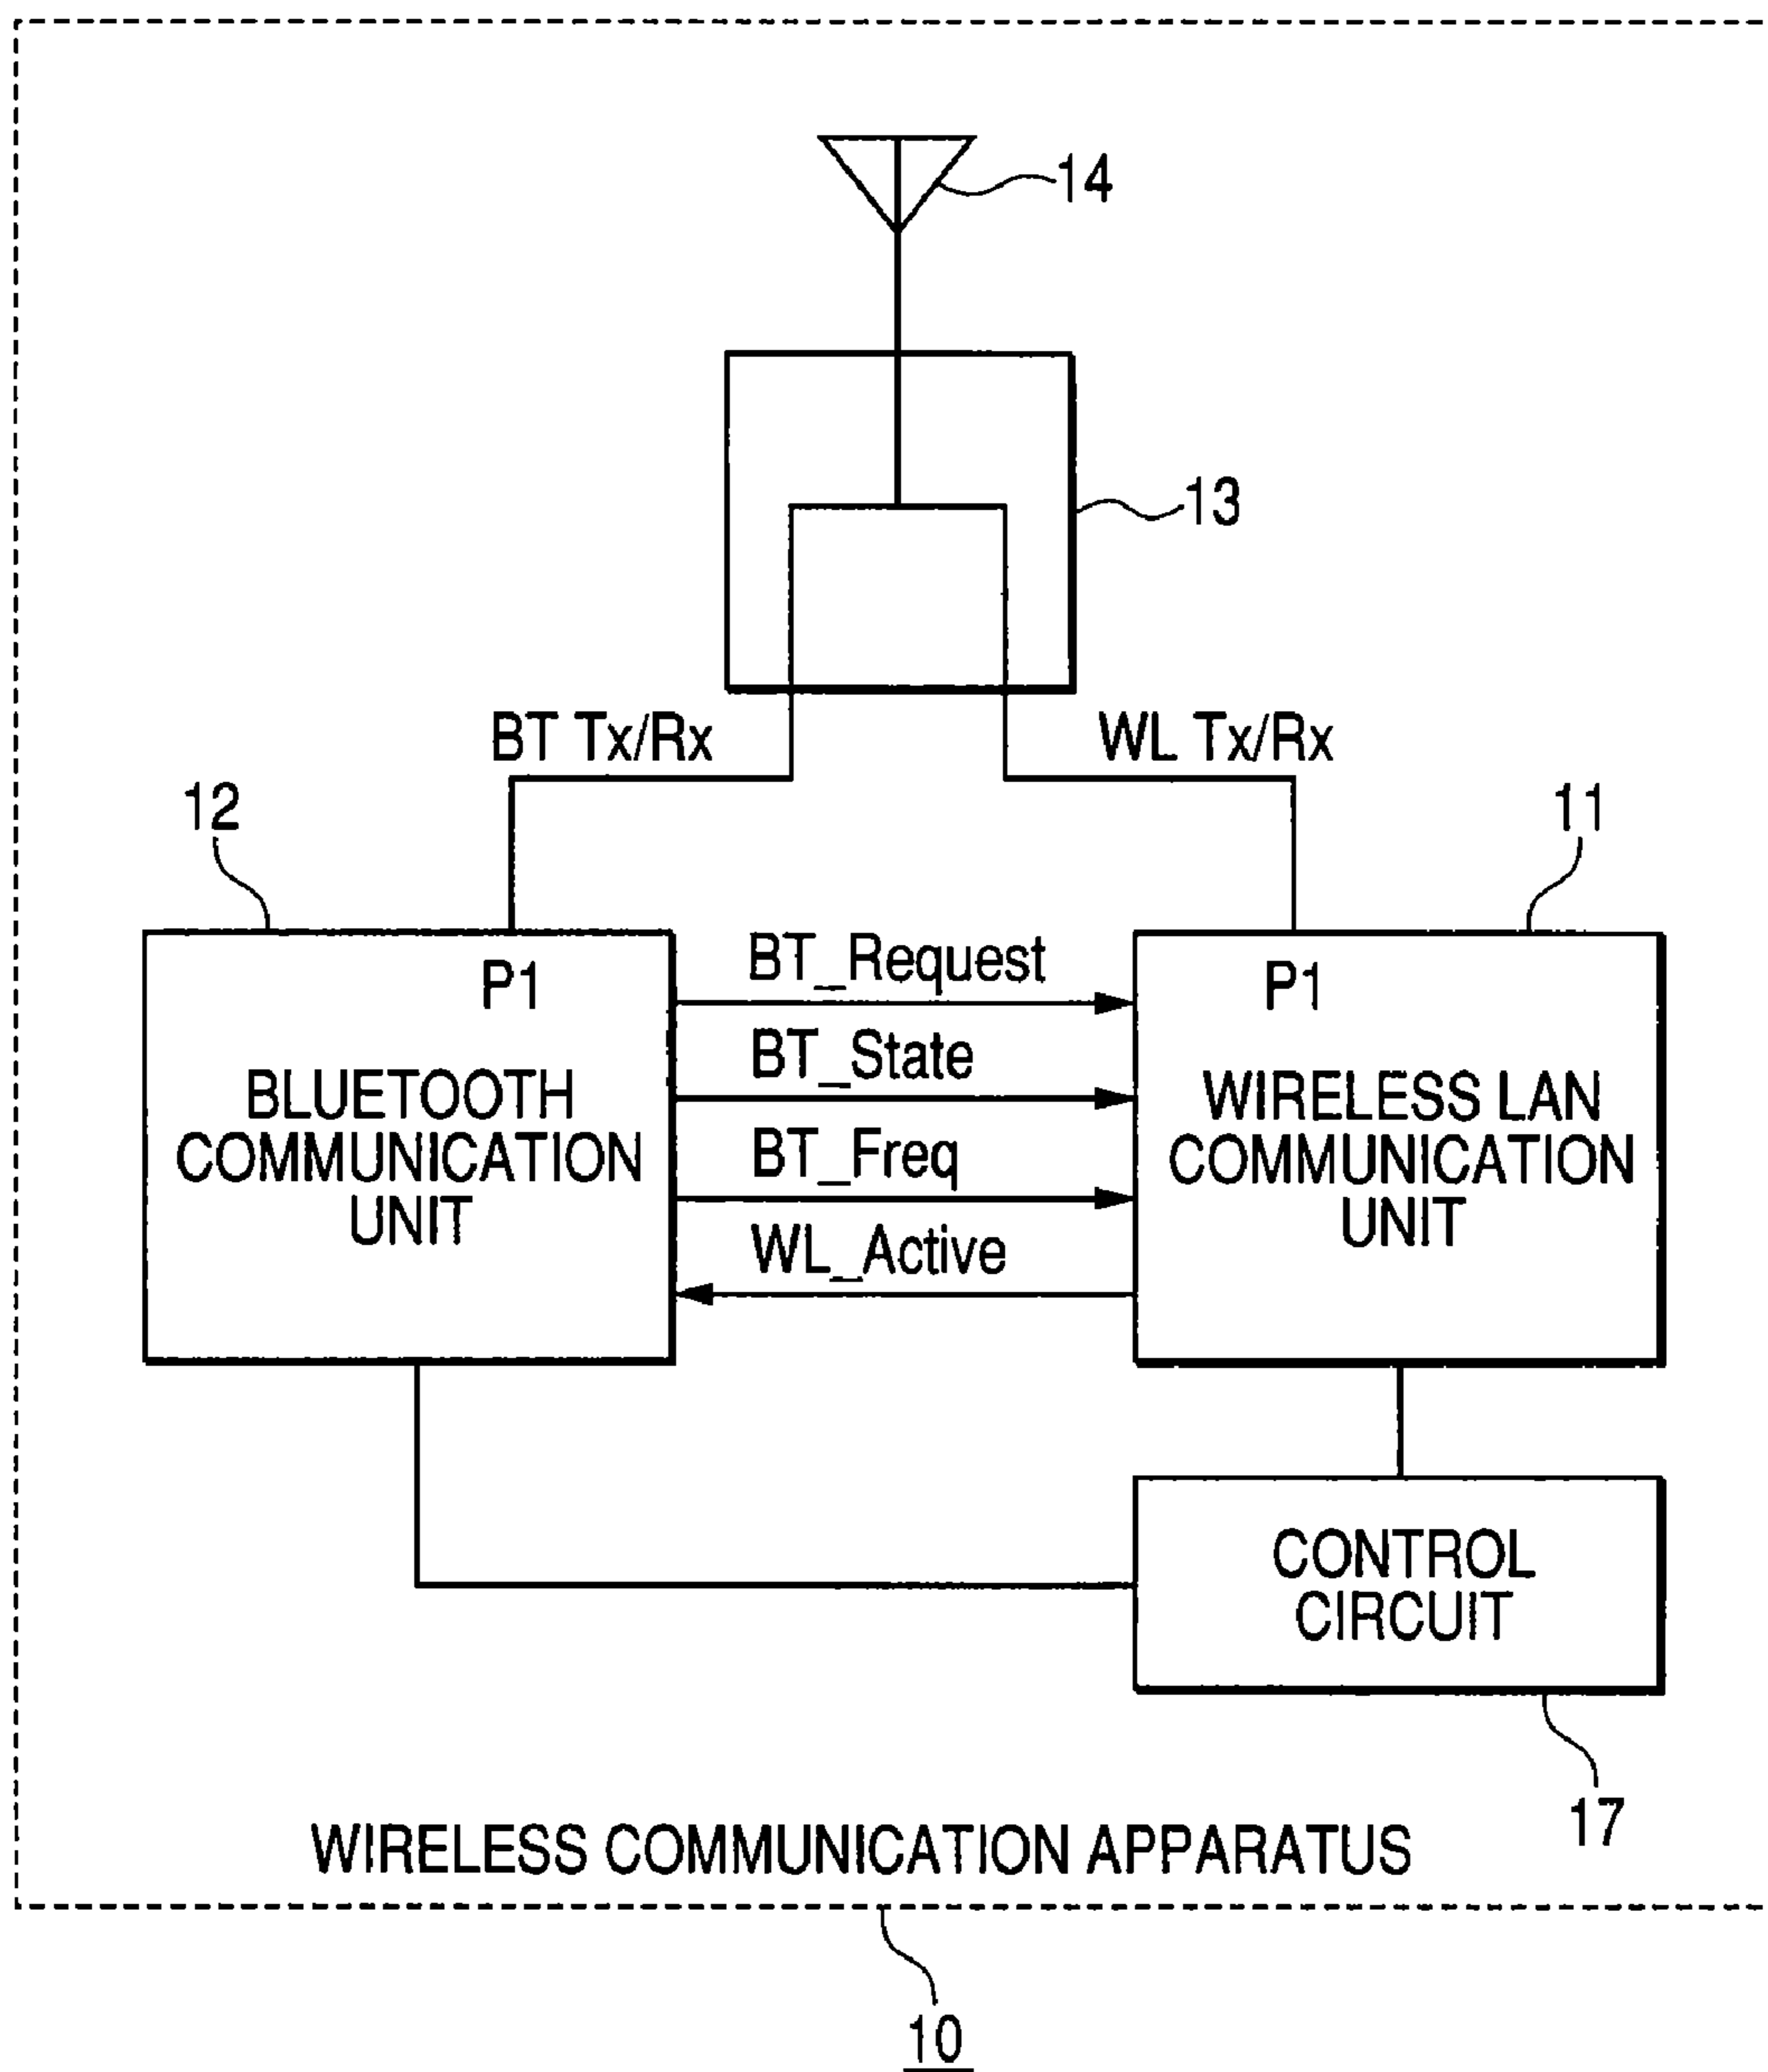 14
13
BT Tx/Rx
WL Tx/Rx
12
11
P1
BT_Request
P1
BT_State
BLUETOOTH
COMMUNICATION
UNIT
BT_Freq
WL_Active
WIRELESS LAN
COMMUNICATION
UNIT
CONTROL
CIRCUIT
17
WIRELESS COMMUNICATION APPARATUS
10